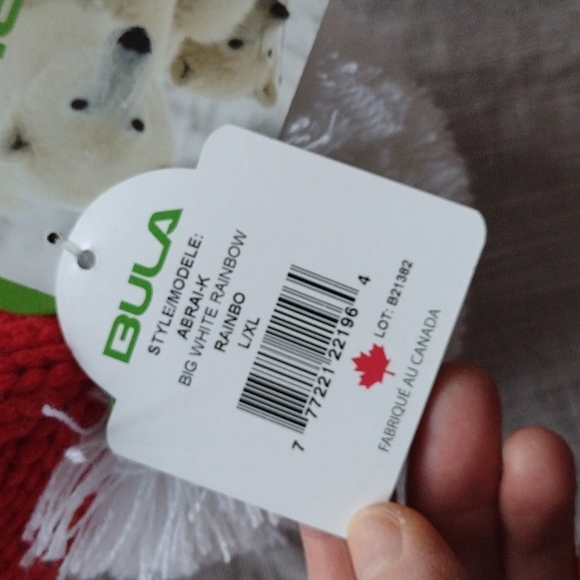 BULA
STYLE/MODELE:
AERAI-K
BIG WHITE RAINBOW
RAINBO
L/XL
7 77221 22196 4
LOT: B21382
FABRIQUE AU CANADA